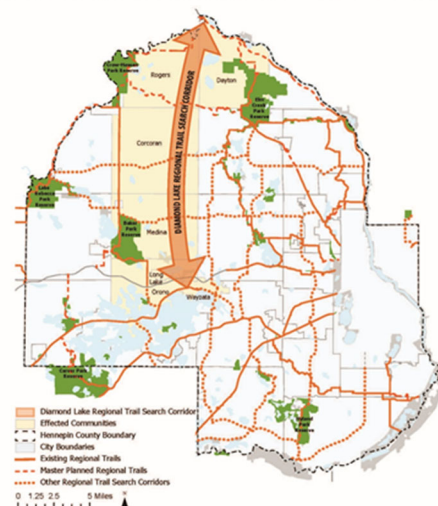 Crow-Hassan
Park Reserve
Rogers
Dayton
Elm
Creek Park
Reserve
DIAMOND LAKE REGIONAL TRAIL SEARCH CORRIDOR
Corcoran
Lake
Rebecca
Park
Reserve
Baker
Park
Reserve
Medina
Long
Lake
Orono
Wayzata
Carver Park
Reserve
Park
Reserve
Diamond Lake Regional Trail Search Corridor
Effected Communities
Hennepin County Boundary
City Boundaries
Existing Regional Trails
Master Planned Regional Trails
Other Regional Trail Search Corridors
0 1.25 2.5 5 Miles